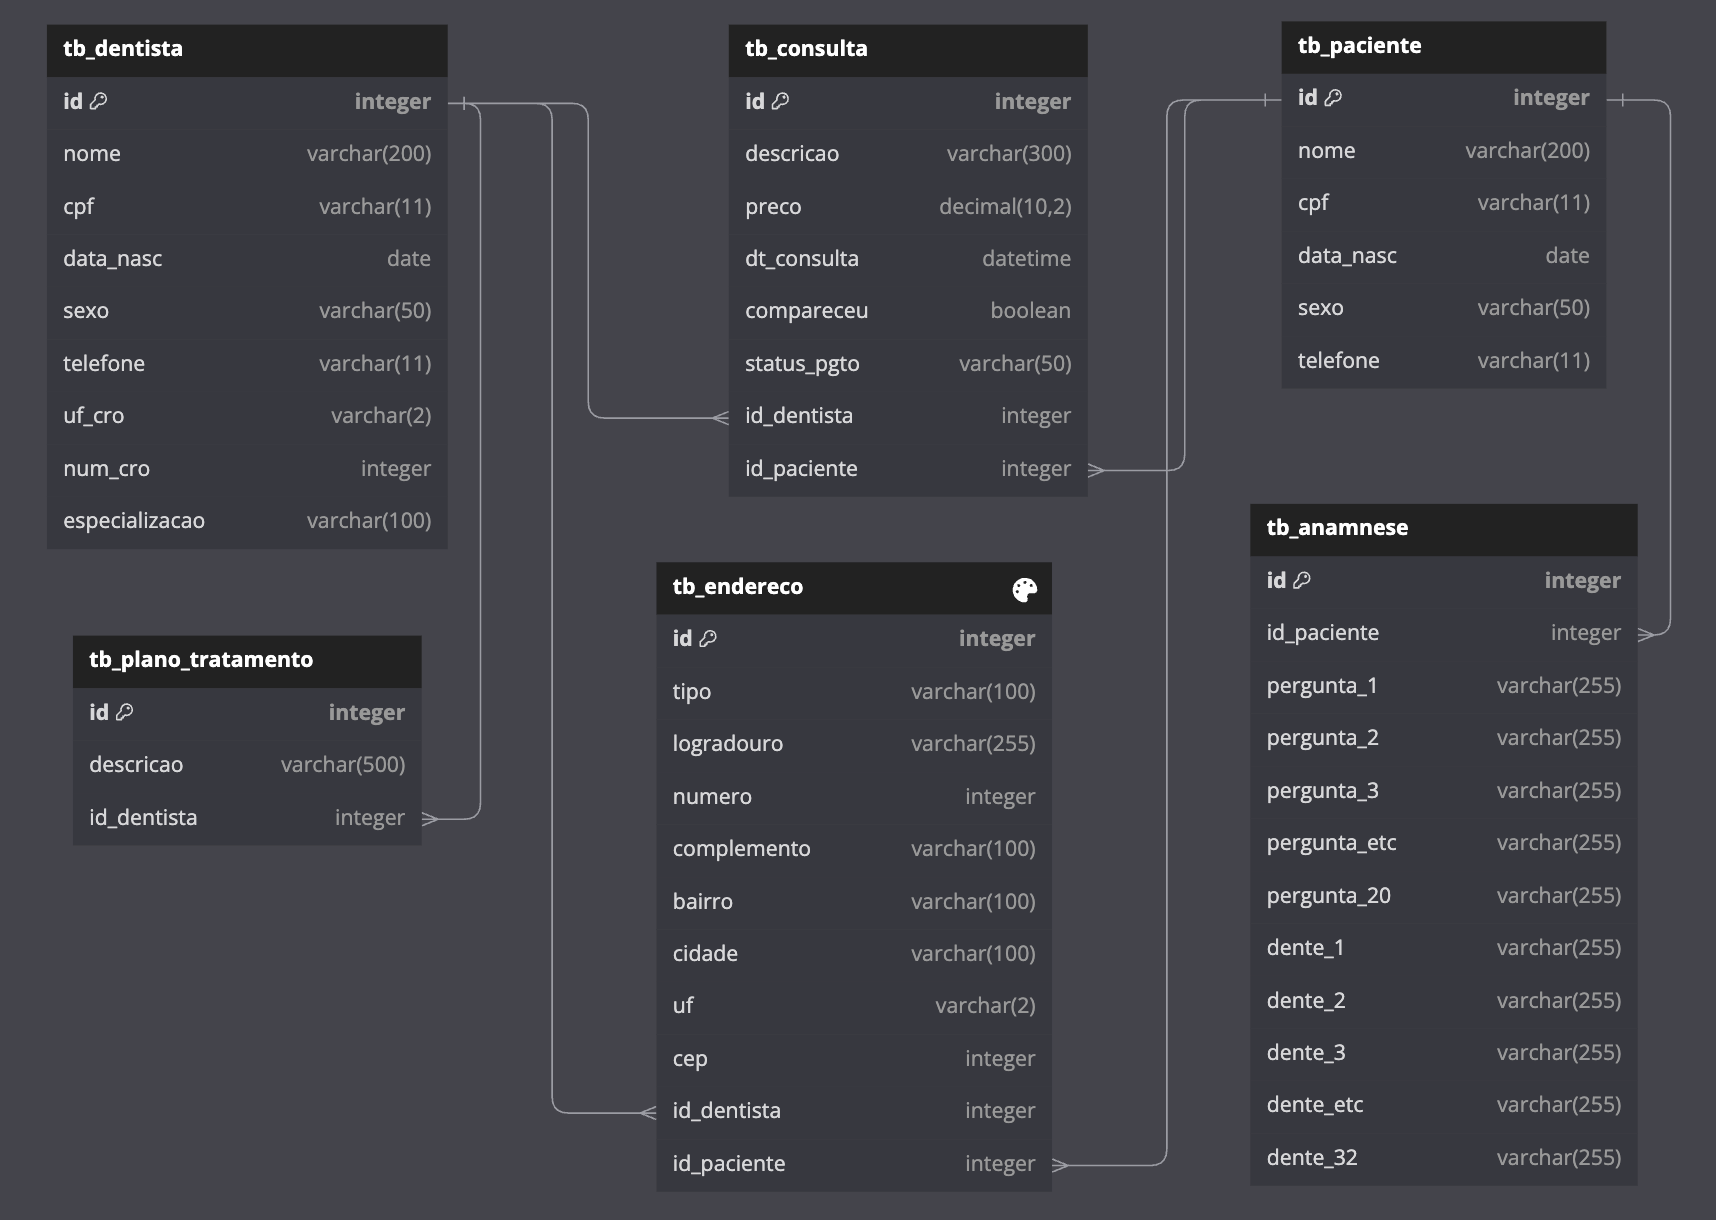 tb_dentista
id integer
nome varchar(200)
cpf varchar(11)
data_nasc date
sexo varchar(50)
telefone varchar(11)
uf_cro varchar(2)
num_cro integer
especializacao varchar(100)
tb_consulta
id integer
descricao varchar(300)
preco decimal(10,2)
dt_consulta datetime
compareceu boolean
status_pgto varchar(50)
id_dentista integer
id_paciente integer
tb_paciente
id integer
nome varchar(200)
cpf varchar(11)
data_nasc date
sexo varchar(50)
telefone varchar(11)
tb_plano_tratamento
id integer
descricao varchar(500)
id_dentista integer
tb_endereco
id integer
tipo varchar(100)
logradouro varchar(255)
numero integer
complemento varchar(100)
bairro varchar(100)
cidade varchar(100)
uf varchar(2)
cep integer
id_dentista integer
id_paciente integer
tb_anamnese
id integer
id_paciente integer
pergunta_1 varchar(255)
pergunta_2 varchar(255)
pergunta_3 varchar(255)
pergunta_etc varchar(255)
pergunta_20 varchar(255)
dente_1 varchar(255)
dente_2 varchar(255)
dente_3 varchar(255)
dente_etc varchar(255)
dente_32 varchar(255)